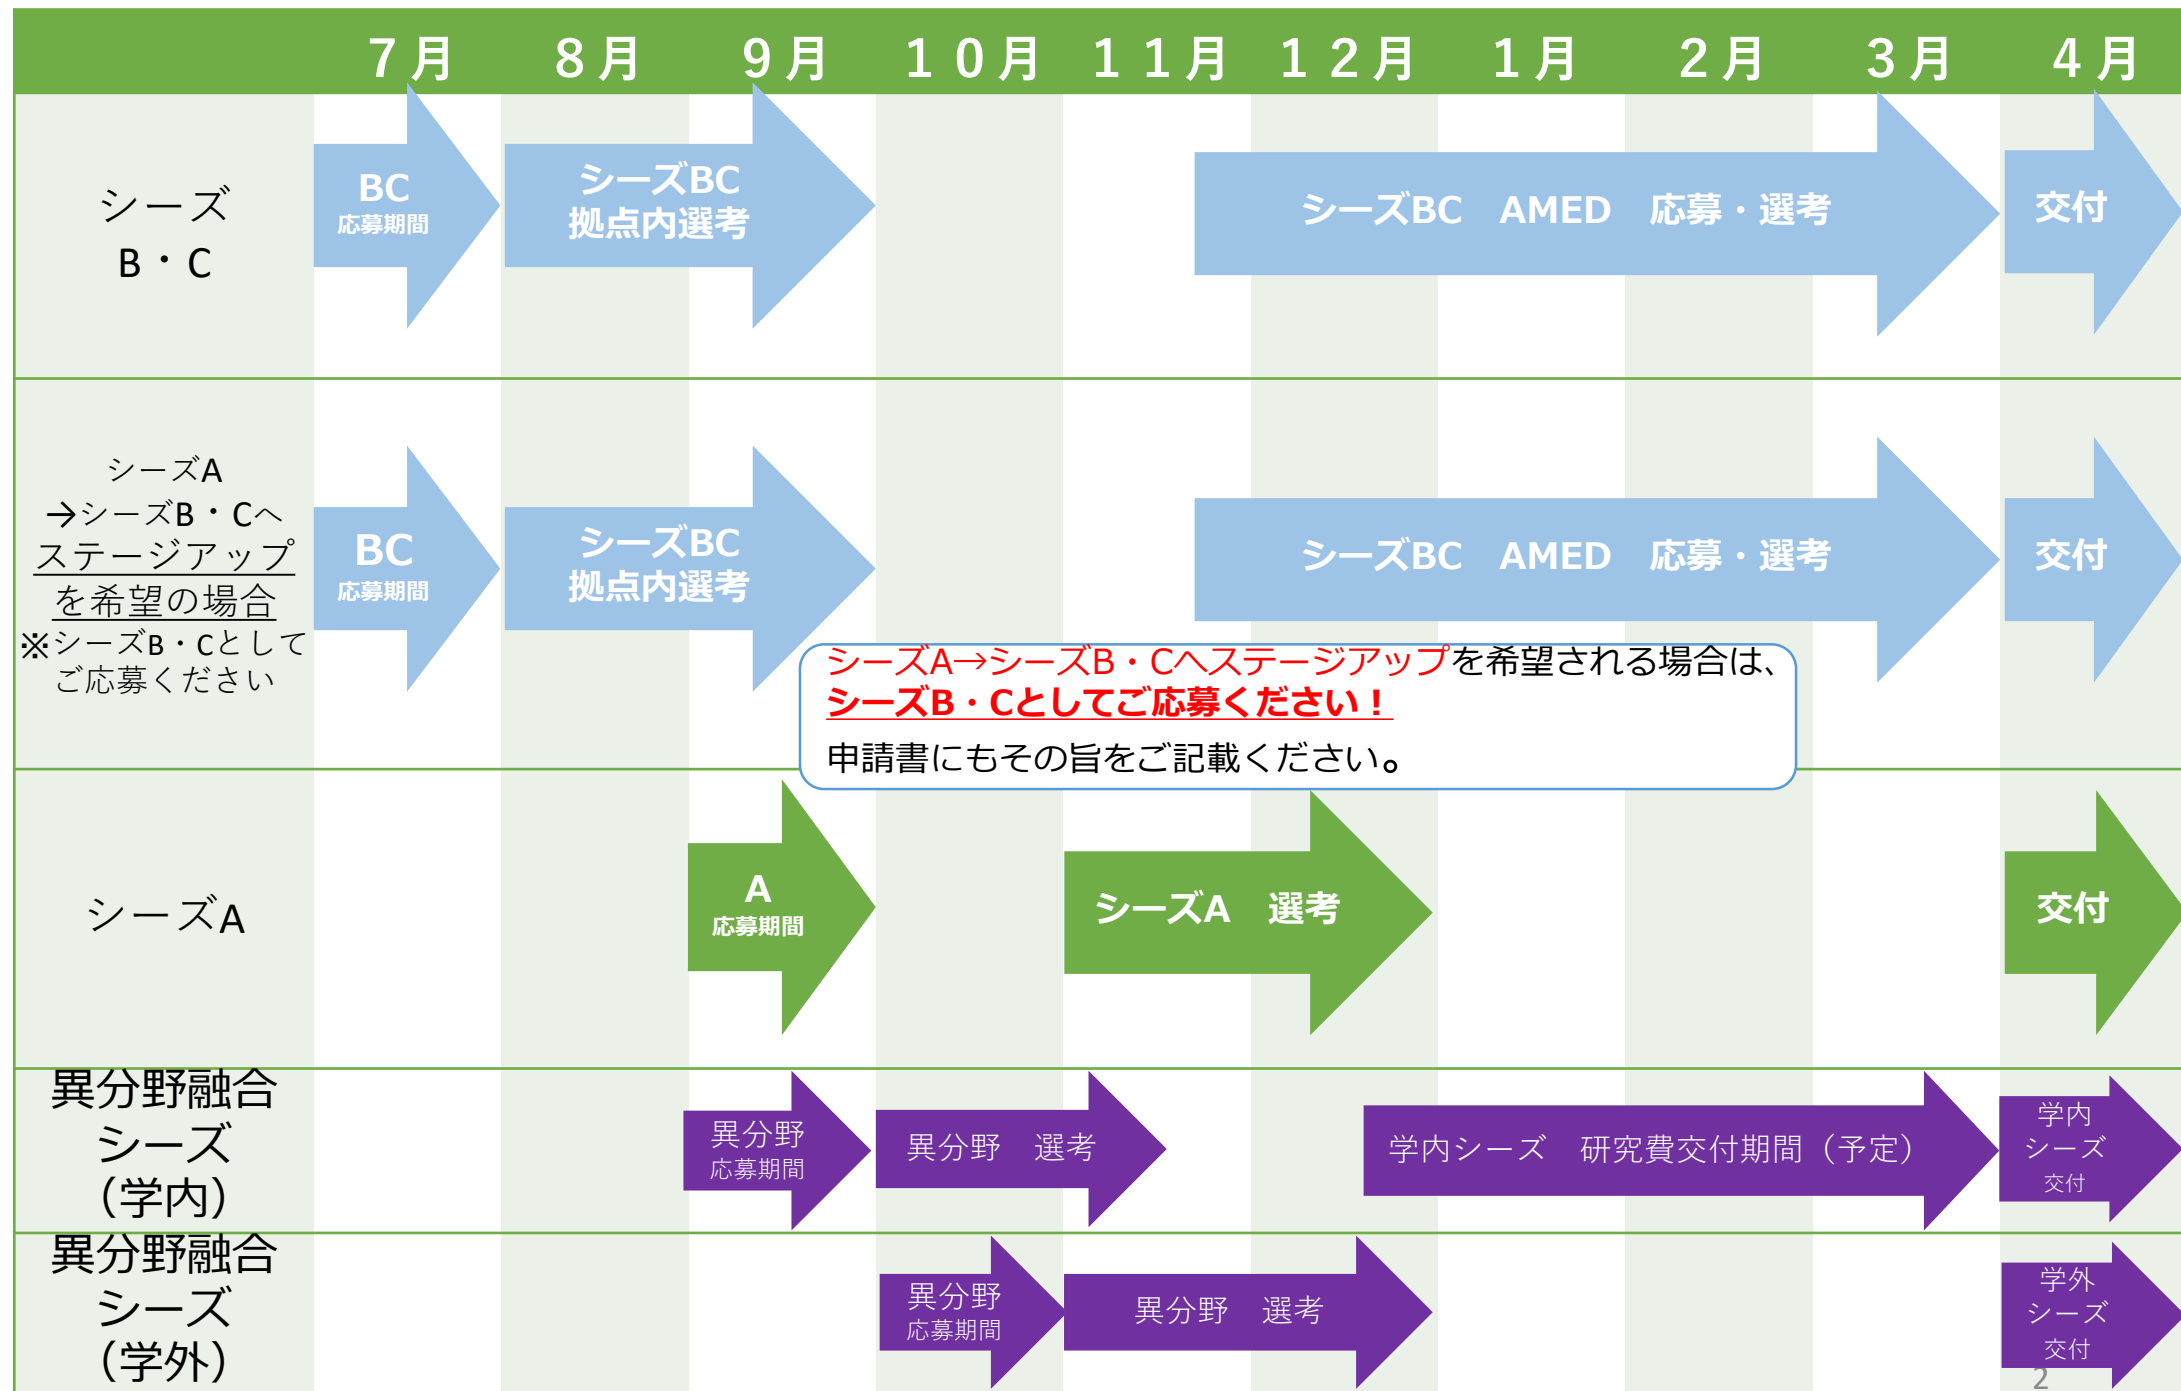 ７月 ８月 ９月 １０月 １１月 １２月 １月 ２月 ３月 ４月
シーズ
B・C
BC
応募期間
シーズBC
拠点内選考
シーズBC　AMED　応募・選考
交付
シーズA
→シーズB・Cへ
ステージアップ
を希望の場合
※シーズB・Cとして
ご応募ください
BC
応募期間
シーズBC
拠点内選考
シーズBC　AMED　応募・選考
交付
シーズA→シーズB・Cへステージアップを希望される場合は、
シーズB・Cとしてご応募ください！
申請書にもその旨をご記載ください。
シーズA
A
応募期間
シーズA　選考
交付
異分野融合
シーズ
（学内）
異分野
応募期間
異分野　選考
学内シーズ　研究費交付期間（予定）
学内
シーズ
交付
異分野融合
シーズ
（学外）
異分野
応募期間
異分野　選考
学外
シーズ
交付
2